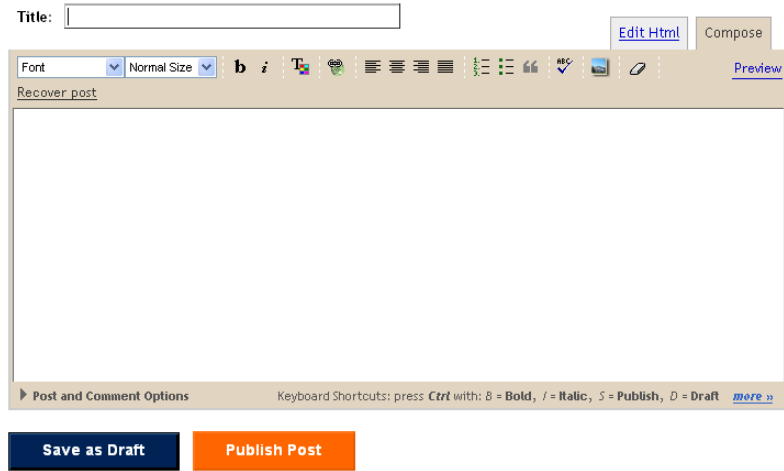 Title:
Edit Html Compose
Font Normal Size b i T ABC Preview
Recover post
Post and Comment Options Keyboard Shortcuts: press Ctrl with: B = Bold, I = Italic, S = Publish, D = Draft more »
Save as Draft Publish Post